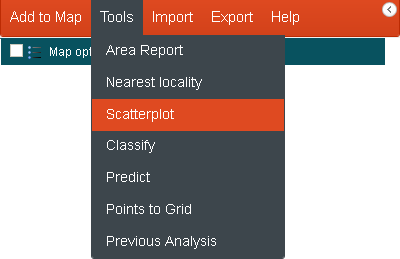 Add to Map Tools Import Export Help
Map opt
Area Report
Nearest locality
Scatterplot
Classify
Predict
Points to Grid
Previous Analysis